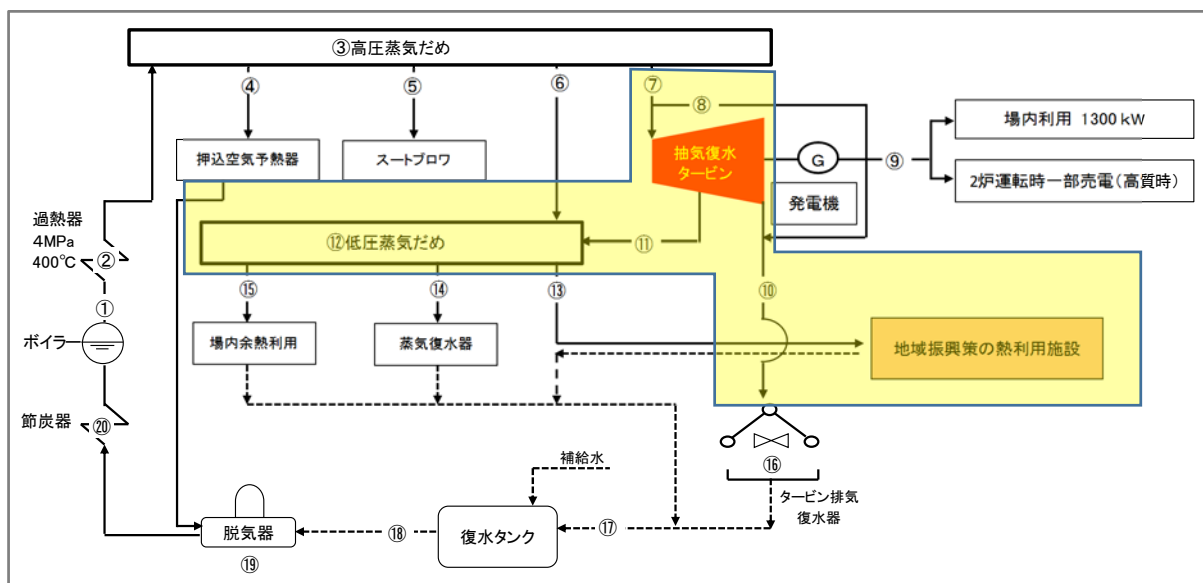 ③高圧蒸気だめ
④
⑤
⑥
⑦
⑧
押込空気予熱器
スートブロワ
抽気復水
タービン
G
⑨
発電機
場内利用 1300kW
2炉運転時一部売電(高質時)
過熱器
4MPa
400℃
②
①
ボイラー
節炭器
⑳
⑫低圧蒸気だめ
⑪
⑩
⑮
⑭
⑬
場内余熱利用
蒸気復水器
地域振興策の熱利用施設
⑯
タービン排気
復水器
補給水
脱気器
⑲
⑱
復水タンク
⑰